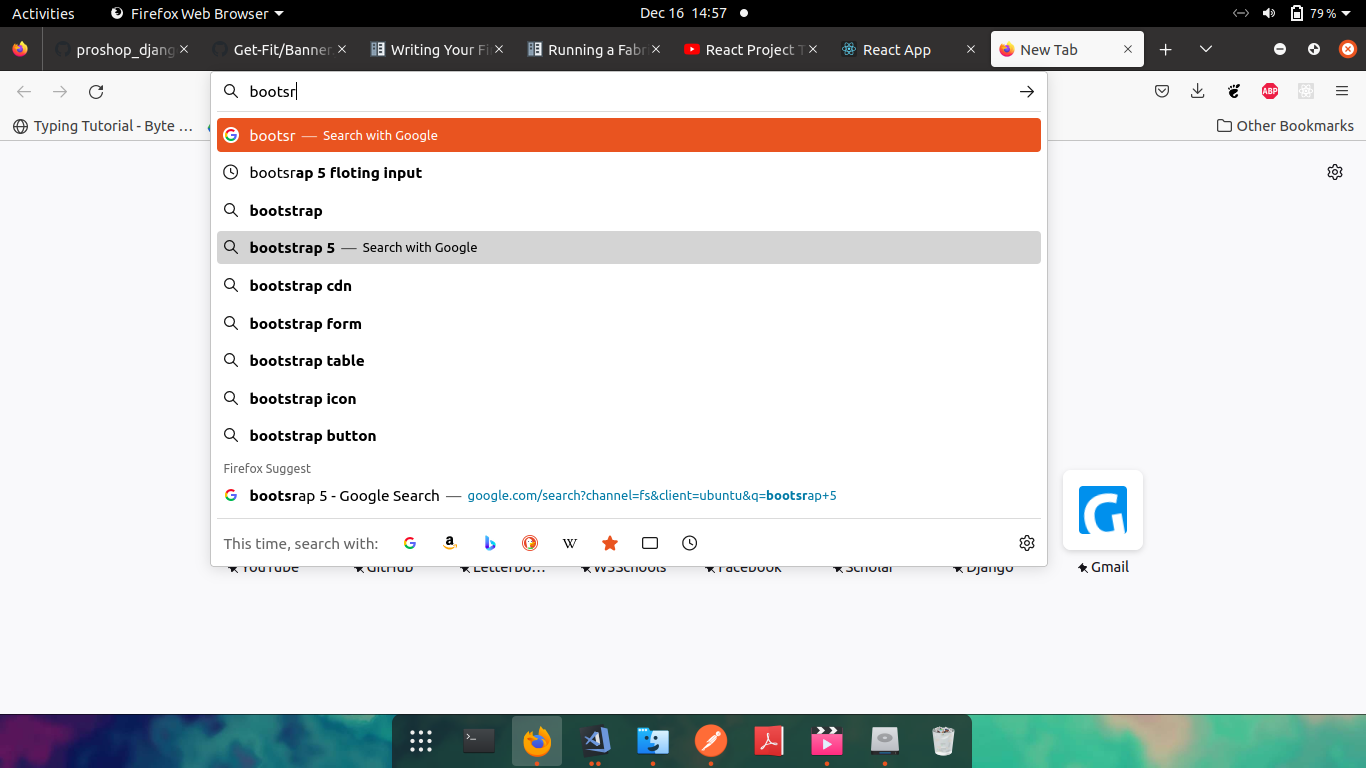 Activities Firefox Web Browser Dec 16 14:57 79 %
proshop_djang Get-Fit/Banner. Writing Your Fi Running a Fabr React Project T React App New Tab
bootsr
Typing Tutorial - Byte … Other Bookmarks
bootsr — Search with Google
bootsrap 5 floting input
bootstrap
bootstrap 5 — Search with Google
bootstrap cdn
bootstrap form
bootstrap table
bootstrap icon
bootstrap button
Firefox Suggest
bootsrap 5 - Google Search — google.com/search?channel=fs&client=ubuntu&q=bootsrap+5
This time, search with:
YouTube GitHub Letterbo… W3Schools Facebook Scholar Django Gmail